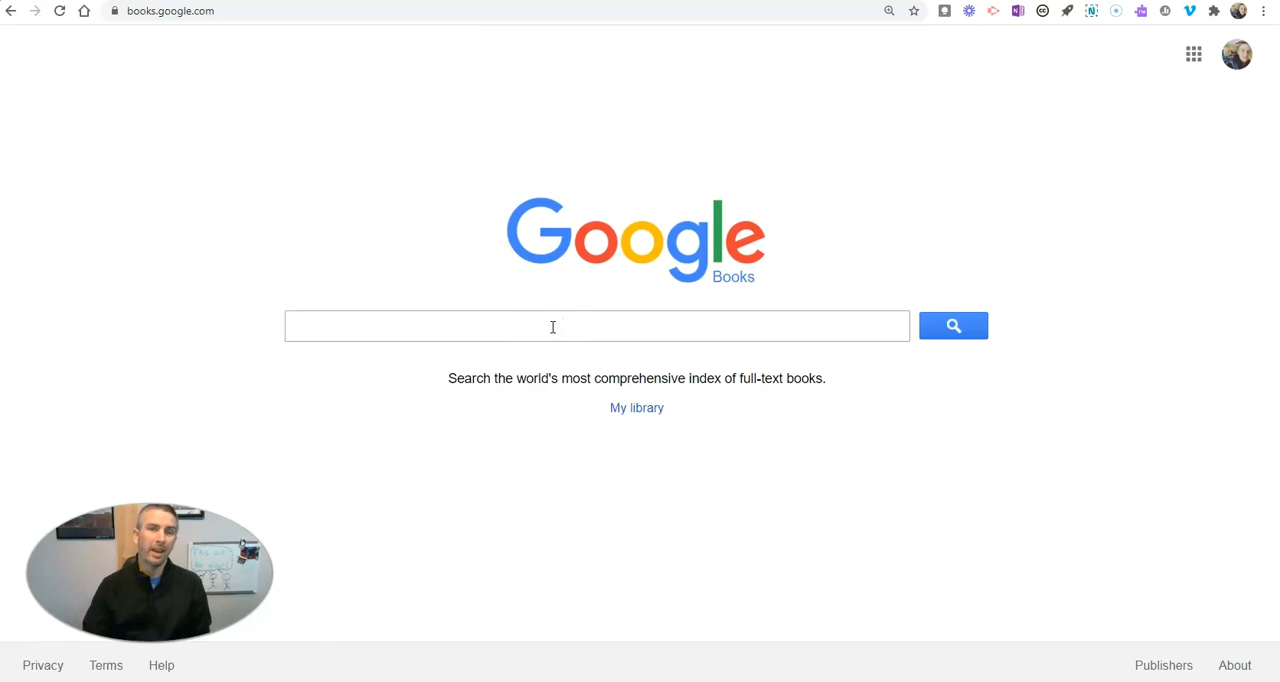 books.google.com
Google
Books
Search the world's most comprehensive index of full-text books.
My library
Privacy
Terms
Help
Publishers
About